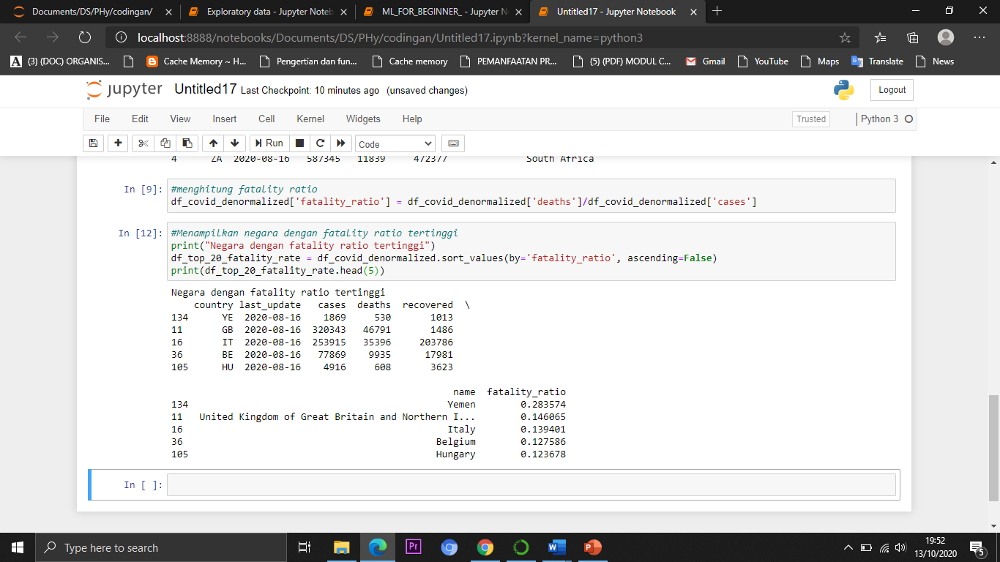 Documents/DS/PHy/codingan/
Exploratory data - Jupyter Noteb
ML_FOR_BEGINNER_ - Jupyter N
Untitled17 - Jupyter Notebook
localhost:8888/notebooks/Documents/DS/PHy/codingan/Untitled17.ipynb?kernel_name=python3
(3) (DOC) ORGANIS...
Cache Memory ~ H...
Pengertian dan fun...
Cache memory
PEMANFAATAN PR...
(5) (PDF) MODUL C...
Gmail
YouTube
Maps
Translate
News
jupyter Untitled17 Last Checkpoint: 10 minutes ago (unsaved changes)
Logout
File Edit View Insert Cell Kernel Widgets Help
Trusted
Python 3
Run
Code
4 ZA 2020-08-16 587345 11839 472377 South Africa
In [9]: #menghitung fatality ratio
df_covid_denormalized['fatality_ratio'] = df_covid_denormalized['deaths']/df_covid_denormalized['cases']
In [12]: #Menampilkan negara dengan fatality ratio tertinggi
print("Negara dengan fatality ratio tertinggi")
df_top_20_fatality_rate = df_covid_denormalized.sort_values(by='fatality_ratio', ascending=False)
print(df_top_20_fatality_rate.head(5))
Negara dengan fatality ratio tertinggi
country last_update cases deaths recovered \
134 YE 2020-08-16 1869 530 1013
11 GB 2020-08-16 320343 46791 1486
16 IT 2020-08-16 253915 35396 203786
36 BE 2020-08-16 77869 9935 17981
105 HU 2020-08-16 4916 608 3623
name fatality_ratio
134 Yemen 0.283574
11 United Kingdom of Great Britain and Northern I... 0.146065
16 Italy 0.139401
36 Belgium 0.127586
105 Hungary 0.123678
In [ ]:
Type here to search
Pr
19:52
13/10/2020
5